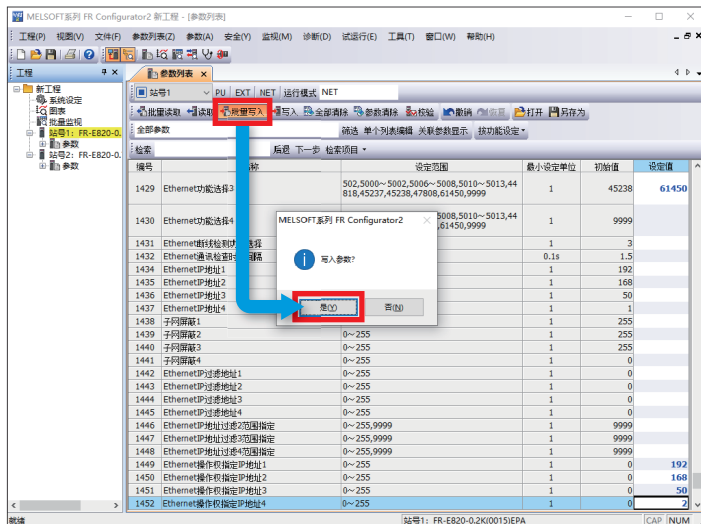 MELSOFT系列 FR Configurator2 新工程 - [参数列表]
工程(P) 视图(V) 文件(F) 参数列表(Z) 参数(A) 安全(Y) 监视(M) 诊断(D) 试运行(E) 工具(T) 窗口(W) 帮助(H)
工程
参数列表
新工程
系统设定
图表
批量监视
站号1: FR-E820-0.
参数
站号2: FR-E820-0.
参数
站号1 PU EXT NET 运行模式 NET
批里读取 读取 批里写入 写入 全部清除 参数清除 校验 撤销 恢复 打开 另存为
全部参数 筛选 单个列表编辑 关联参数显示 按功能设定
检索 后退 下一步 检索项目
编号 称 设定范围 最小设定单位 初始值 设定值
1429 Ethernet功能选择3 502,5000～5002,5006～5008,5010～5013,44818,45237,45238,47808,61450,9999 1 45238 61450
1430 Ethernet功能选择4 5008,5010～5013,44 ,61450,9999 1 9999
1431 Ethernet断线检测功 选择 1 3
1432 Ethernet通讯检查时 间隔 0.1s 1.5
1434 EthernetIP地址1 1 192
1435 EthernetIP地址2 1 168
1436 EthernetIP地址3 1 50
1437 EthernetIP地址4 1 1
1438 子网屏蔽1 1 255
1439 子网屏蔽2 0～255 1 255
1440 子网屏蔽3 0～255 1 255
1441 子网屏蔽4 0～255 1 0
1442 EthernetIP过滤地址1 0～255 1 0
1443 EthernetIP过滤地址2 0～255 1 0
1444 EthernetIP过滤地址3 0～255 1 0
1445 EthernetIP过滤地址4 0～255 1 0
1446 EthernetIP地址过滤2范围指定 0～255,9999 1 9999
1447 EthernetIP地址过滤3范围指定 0～255,9999 1 9999
1448 EthernetIP地址过滤4范围指定 0～255,9999 1 9999
1449 Ethernet操作权指定IP地址1 0～255 1 0 192
1450 Ethernet操作权指定IP地址2 0～255 1 0 168
1451 Ethernet操作权指定IP地址3 0～255 1 0 50
1452 Ethernet操作权指定IP地址4 0～255 1 0 2
MELSOFT系列 FR Configurator2
写入参数?
是(Y) 否(N)
就绪 站号1: FR-E820-0.2K(0015)EPA CAP NUM